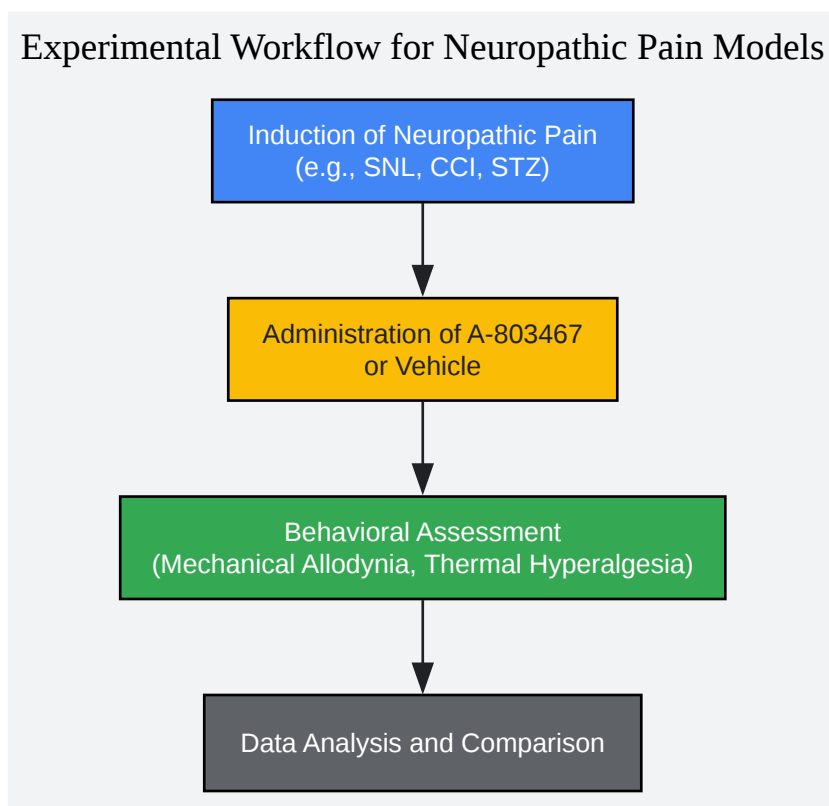 Experimental Workflow for Neuropathic Pain Models
Induction of Neuropathic Pain
(e.g., SNL, CCI, STZ)
Administration of A-803467
or Vehicle
Behavioral Assessment
(Mechanical Allodynia, Thermal Hyperalgesia)
Data Analysis and Comparison